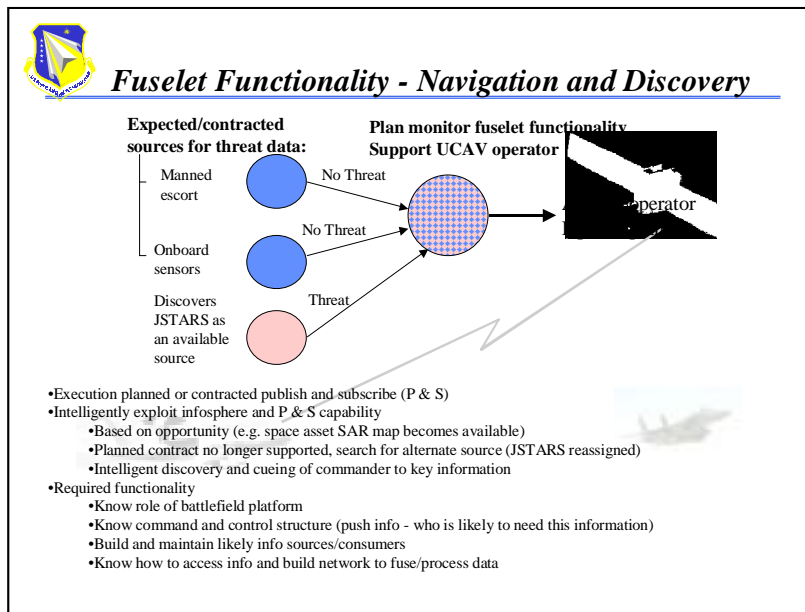 Fuselet Functionality - Navigation and Discovery
Expected/contracted
sources for threat data:
Plan monitor fuselet functionality
Support UCAV operator
Manned
escort
No Threat
operator
Onboard
sensors
No Threat
Discovers
JSTARS as
an available
source
Threat
•Execution planned or contracted publish and subscribe (P & S)
•Intelligently exploit infosphere and P & S capability
•Based on opportunity (e.g. space asset SAR map becomes available)
•Planned contract no longer supported, search for alternate source (JSTARS reassigned)
•Intelligent discovery and cueing of commander to key information
•Required functionality
•Know role of battlefield platform
•Know command and control structure (push info - who is likely to need this information)
•Build and maintain likely info sources/consumers
•Know how to access info and build network to fuse/process data